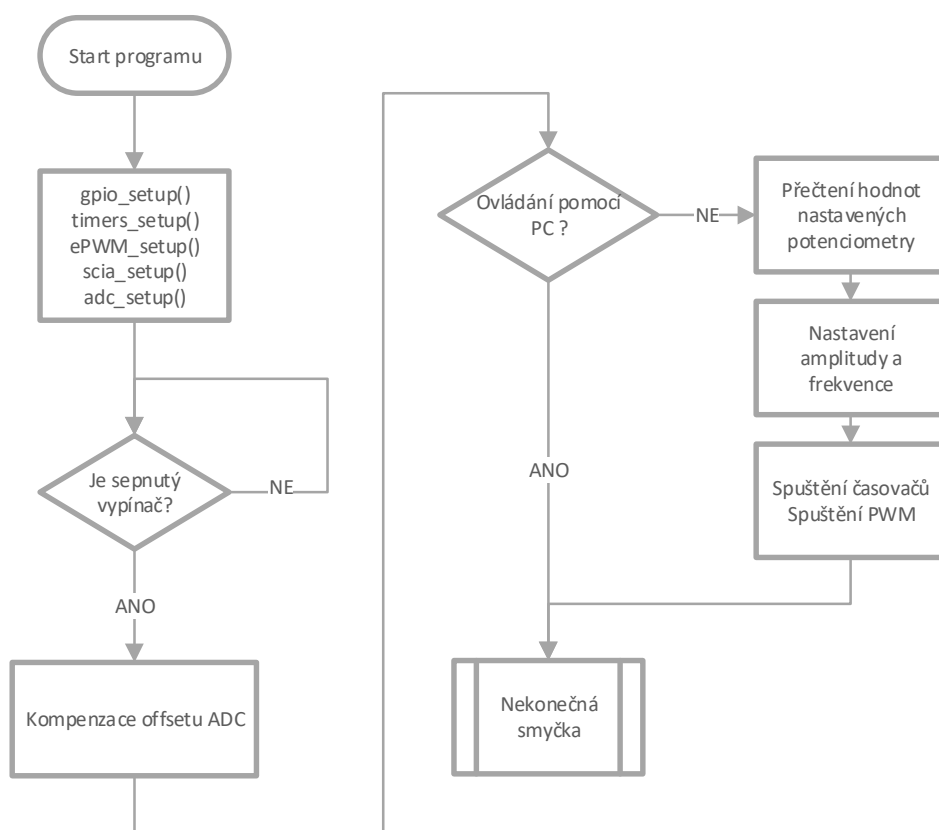 Start programu
gpio_setup()
timers_setup()
ePWM_setup()
scia_setup()
adc_setup()
Je sepnutý
vypínač?
NE
ANO
Kompenzace offsetu ADC
Ovládání pomocí
PC ?
NE
ANO
Přečtení hodnot
nastavených
potenciometry
Nastavení
amplitudy a
frekvence
Spuštění časovačů
Spuštění PWM
Nekonečná
smyčka